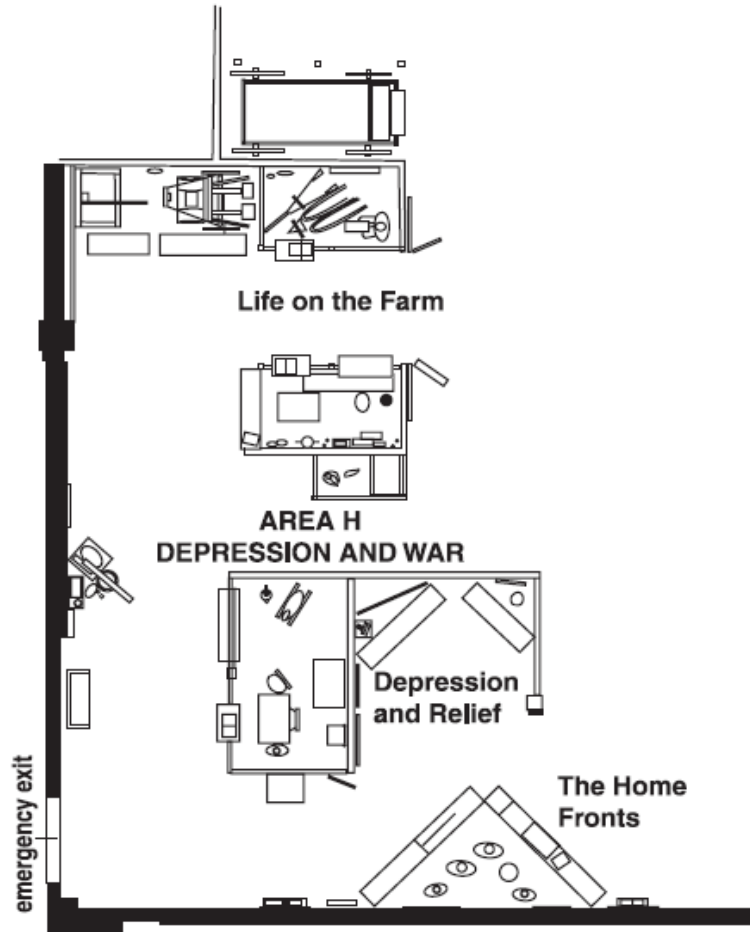 Life on the Farm
AREA H
DEPRESSION AND WAR
Depression
and Relief
The Home
Fronts
emergency exit